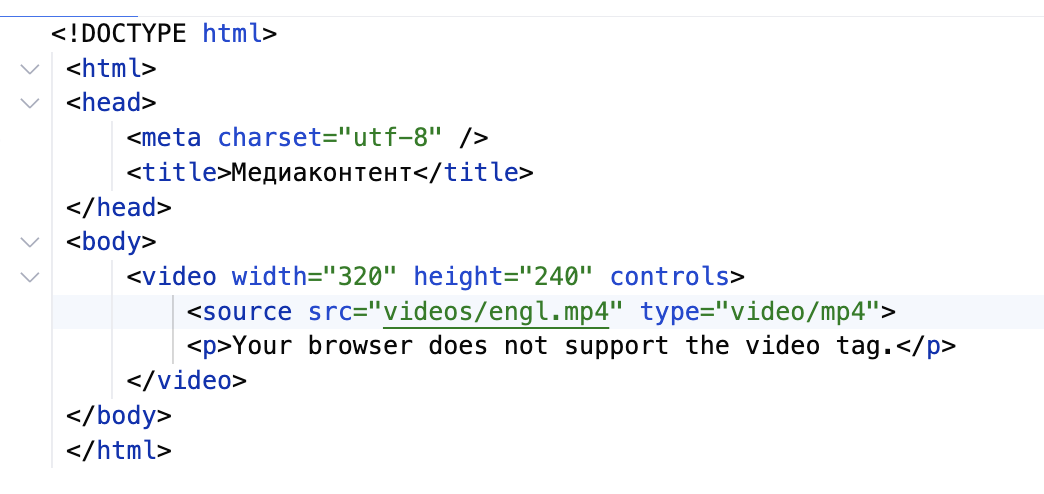 <!DOCTYPE html>
<html>
<head>
<meta charset="utf-8" />
<title>Медиаконтент</title>
</head>
<body>
<video width="320" height="240" controls>
<source src="videos/engl.mp4" type="video/mp4">
<p>Your browser does not support the video tag.</p>
</video>
</body>
</html>